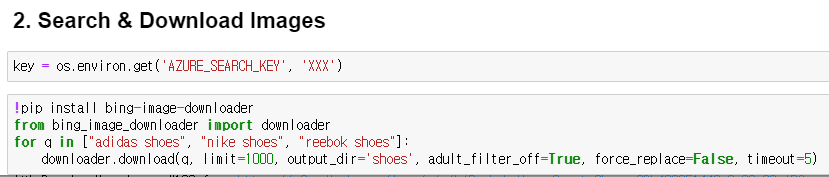 2. Search & Download Images
key = os.environ.get('AZURE_SEARCH_KEY', 'XXX')
!pip install bing-image-downloader
from bing_image_downloader import downloader
for q in ["adidas shoes", "nike shoes", "reebok shoes"]:
    downloader.download(q, limit=1000, output_dir='shoes', adult_filter_off=True, force_replace=False, timeout=5)